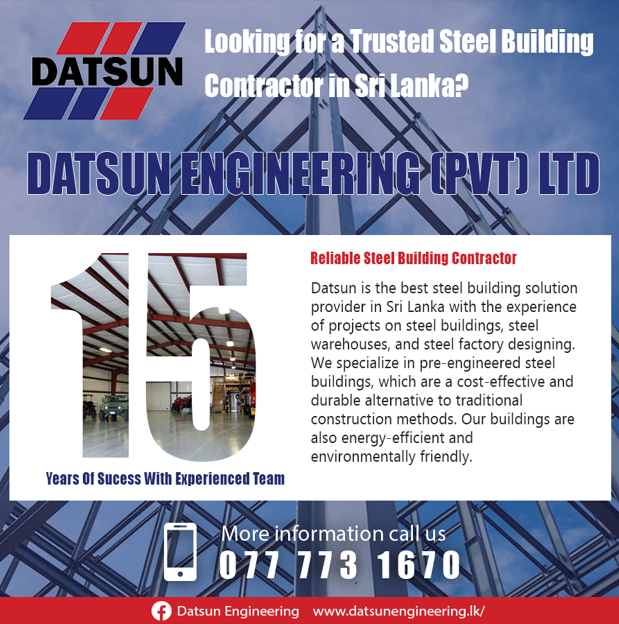 DATSUN
Looking for a Trusted Steel Building
Contractor in Sri Lanka?
DATSUN ENGINEERING (PVT) LTD
15
Years Of Sucess With Experienced Team
Reliable Steel Building Contractor
Datsun is the best steel building solution
provider in Sri Lanka with the experience
of projects on steel buildings, steel
warehouses, and steel factory designing.
We specialize in pre-engineered steel
buildings, which are a cost-effective and
durable alternative to traditional
construction methods. Our buildings are
also energy-efficient and
environmentally friendly.
More information call us
077 773 1670
Datsun Engineering www.datsunengineering.lk/